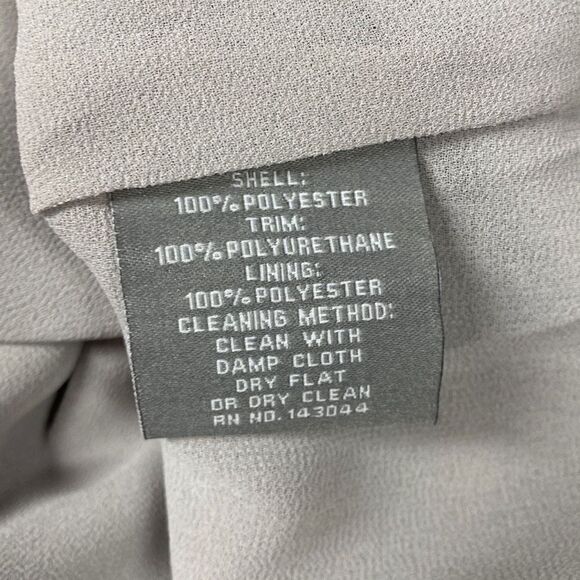 SHELL:
100% POLYESTER
TRIM:
100% POLYURETHANE
LINING:
100% POLYESTER
CLEANING METHOD:
CLEAN WITH
DAMP CLOTH
DRY FLAT
OR DRY CLEAN
RN NO. 143044